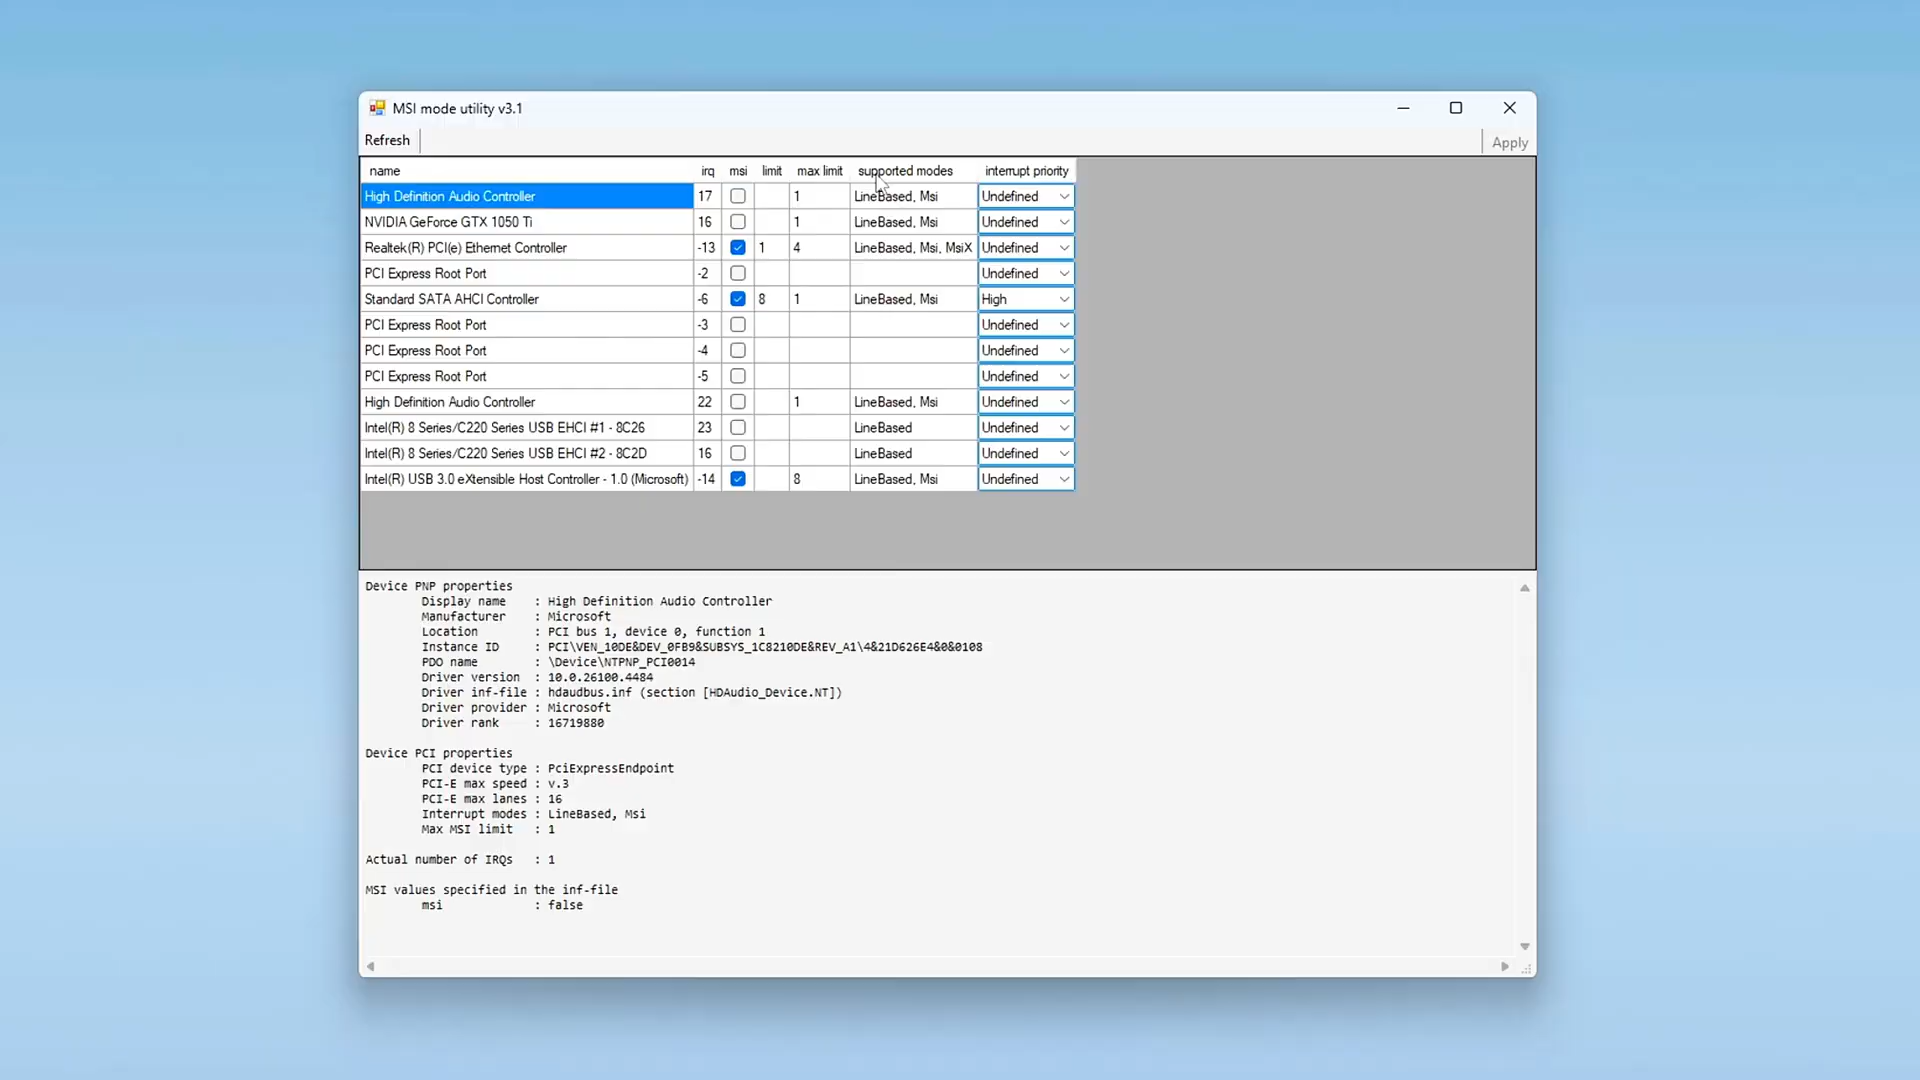 MSI mode utility v3.1
Refresh
Apply
name irq msi limit max limit supported modes interrupt priority
High Definition Audio Controller 17 1 LineBased, Msi Undefined
NVIDIA GeForce GTX 1050 Ti 16 1 LineBased, Msi Undefined
Realtek(R) PCI(e) Ethernet Controller -13 1 4 LineBased, Msi, MsiX Undefined
PCI Express Root Port -2 Undefined
Standard SATA AHCI Controller -6 8 1 LineBased, Msi High
PCI Express Root Port -3 Undefined
PCI Express Root Port -4 Undefined
PCI Express Root Port -5 Undefined
High Definition Audio Controller 22 1 LineBased, Msi Undefined
Intel(R) 8 Series/C220 Series USB EHCI #1 - 8C26 23 LineBased Undefined
Intel(R) 8 Series/C220 Series USB EHCI #2 - 8C2D 16 LineBased Undefined
Intel(R) USB 3.0 eXtensible Host Controller - 1.0 (Microsoft) -14 8 LineBased, Msi Undefined
Device PNP properties
Display name : High Definition Audio Controller
Manufacturer : Microsoft
Location : PCI bus 1, device 0, function 1
Instance ID : PCI\VEN_10DE&DEV_0FB9&SUBSYS_1C8210DE&REV_A1\4&21D626E4&0&0108
PDO name : \Device\NTPNP_PCI0014
Driver version : 10.0.26100.4484
Driver inf-file : hdaudbus.inf (section [HDAudio_Device.NT])
Driver provider : Microsoft
Driver rank : 16719880
Device PCI properties
PCI device type : PciExpressEndpoint
PCI-E max speed : v.3
PCI-E max lanes : 16
Interrupt modes : LineBased, Msi
Max MSI limit : 1
Actual number of IRQs : 1
MSI values specified in the inf-file
msi : false